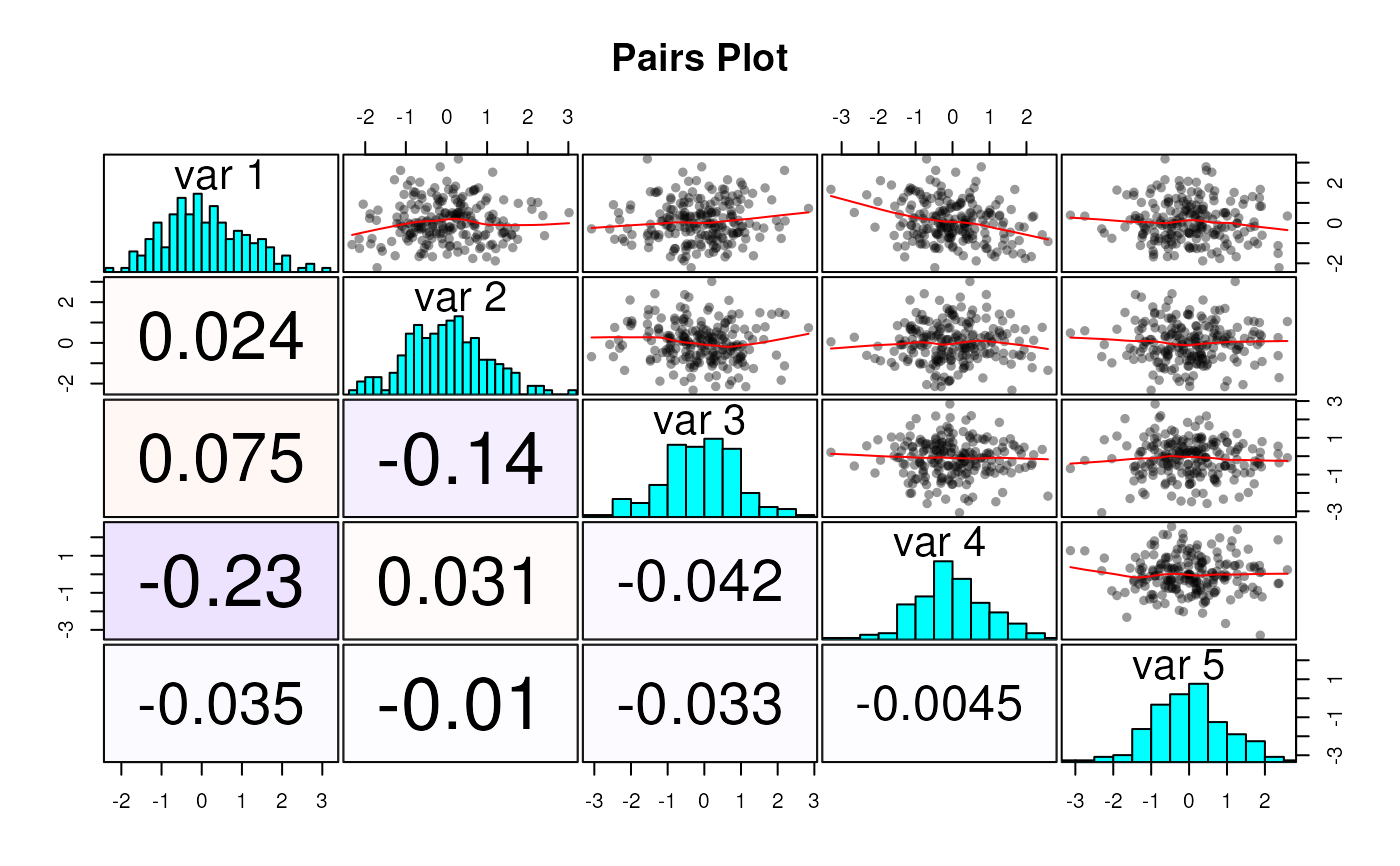 Pairs Plot
-2 -1 0 1 2 3 -3 -2 -1 0 1 2
var 1
2
0
-2
var 2
2
0
-2
0.024
var 3
3
1
-1
-3
0.075 -0.14
var 4
1
-1
-3
-0.23 0.031 -0.042
var 5
1
-1
-3
-0.035 -0.01 -0.033 -0.0045
-2 -1 0 1 2 3 -3 -2 -1 0 1 2 3 -3 -2 -1 0 1 2